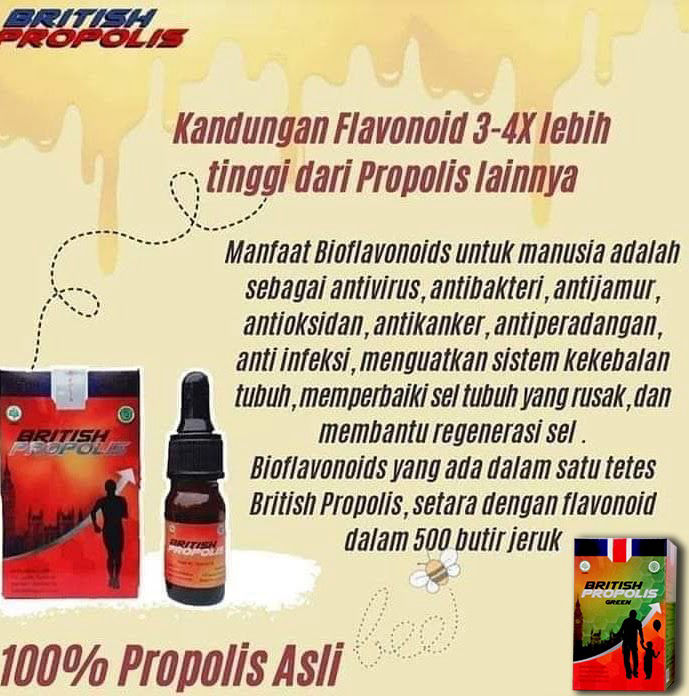 BRITISH
PROPOLIS
Kandungan Flavonoid 3-4X lebih
tinggi dari Propolis lainnya
Manfaat Bioflavonoids untuk manusia adalah
sebagai antivirus, antibakteri, antijamur,
antioksidan, antikanker, antiperadangan,
anti infeksi, menguatkan sistem kekebalan
tubuh, memperbaiki sel tubuh yang rusak, dan
membantu regenerasi sel .
Bioflavonoids yang ada dalam satu tetes
British Propolis, setara dengan flavonoid
dalam 500 butir jeruk
BRITISH
PROPOLIS
BRITISH
PROPOLIS
BRITISH
PROPOLIS
GREEN
bee
100% Propolis Asli